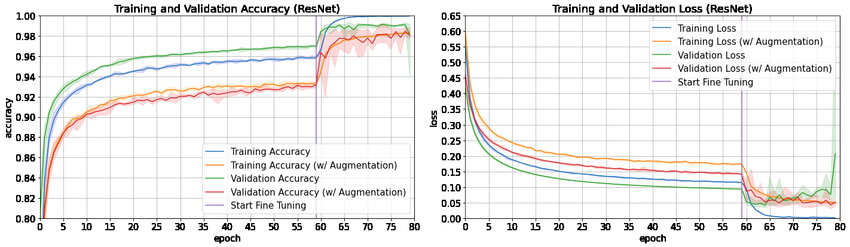 Training and Validation Accuracy (ResNet)
1.00
0.98
0.96
0.94
0.92
0.90
0.88
0.86
0.84
0.82
0.80
accuracy
0 5 10 15 20 25 30 35 40 45 50 55 60 65 70 75 80
epoch
Training Accuracy
Training Accuracy (w/ Augmentation)
Validation Accuracy
Validation Accuracy (w/ Augmentation)
Start Fine Tuning
Training and Validation Loss (ResNet)
0.65
0.60
0.55
0.50
0.45
0.40
0.35
0.30
0.25
0.20
0.15
0.10
0.05
0.00
loss
0 5 10 15 20 25 30 35 40 45 50 55 60 65 70 75 80
epoch
Training Loss
Training Loss (w/ Augmentation)
Validation Loss
Validation Loss (w/ Augmentation)
Start Fine Tuning